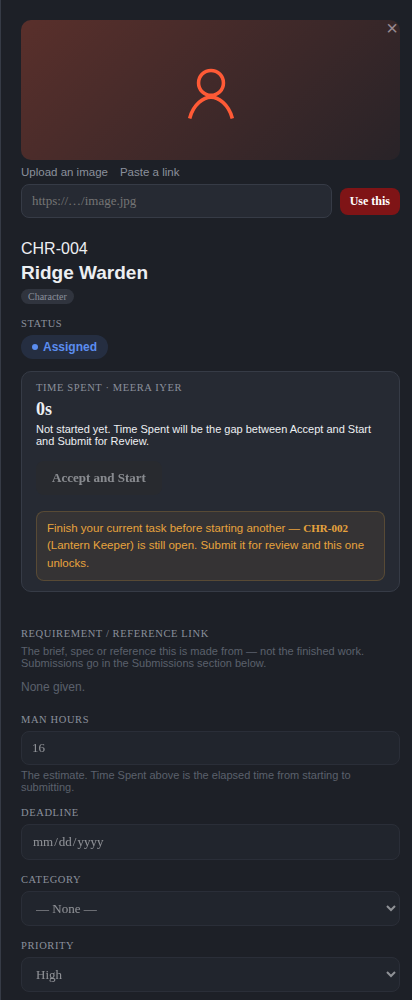 ×
Upload an image    Paste a link
https://…/image.jpg    Use this
CHR-004
Ridge Warden
Character
STATUS
Assigned
TIME SPENT · MEERA IYER
0s
Not started yet. Time Spent will be the gap between Accept and Start
and Submit for Review.
Accept and Start
Finish your current task before starting another — CHR-002
(Lantern Keeper) is still open. Submit it for review and this one
unlocks.
REQUIREMENT / REFERENCE LINK
The brief, spec or reference this is made from — not the finished work.
Submissions go in the Submissions section below.
None given.
MAN HOURS
16
The estimate. Time Spent above is the elapsed time from starting to
submitting.
DEADLINE
mm/dd/yyyy
CATEGORY
— None —
PRIORITY
High